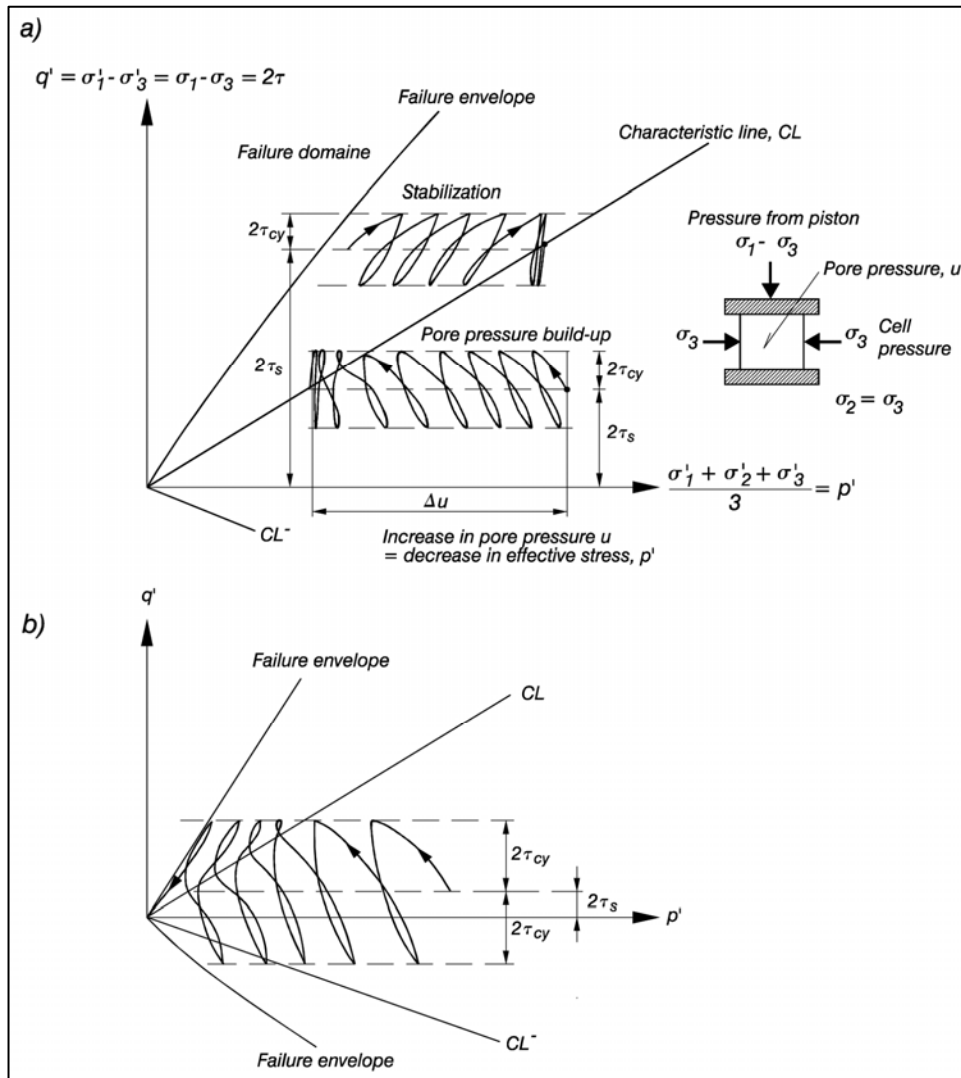 a)
q' = σ'₁ - σ'₃ = σ₁ - σ₃ = 2τ
Failure envelope
Characteristic line, CL
Failure domaine
Stabilization
2τcy
Pressure from piston
σ₁ - σ₃
Pore pressure, u
σ₃
σ₃ Cell
pressure
σ₂ = σ₃
Pore pressure build-up
2τs
2τcy
2τs
(σ'₁ + σ'₂ + σ'₃)/3 = p'
Δu
CL⁻
Increase in pore pressure u
= decrease in effective stress, p'
b)
q'
Failure envelope
CL
2τcy
2τs
p'
2τcy
CL⁻
Failure envelope